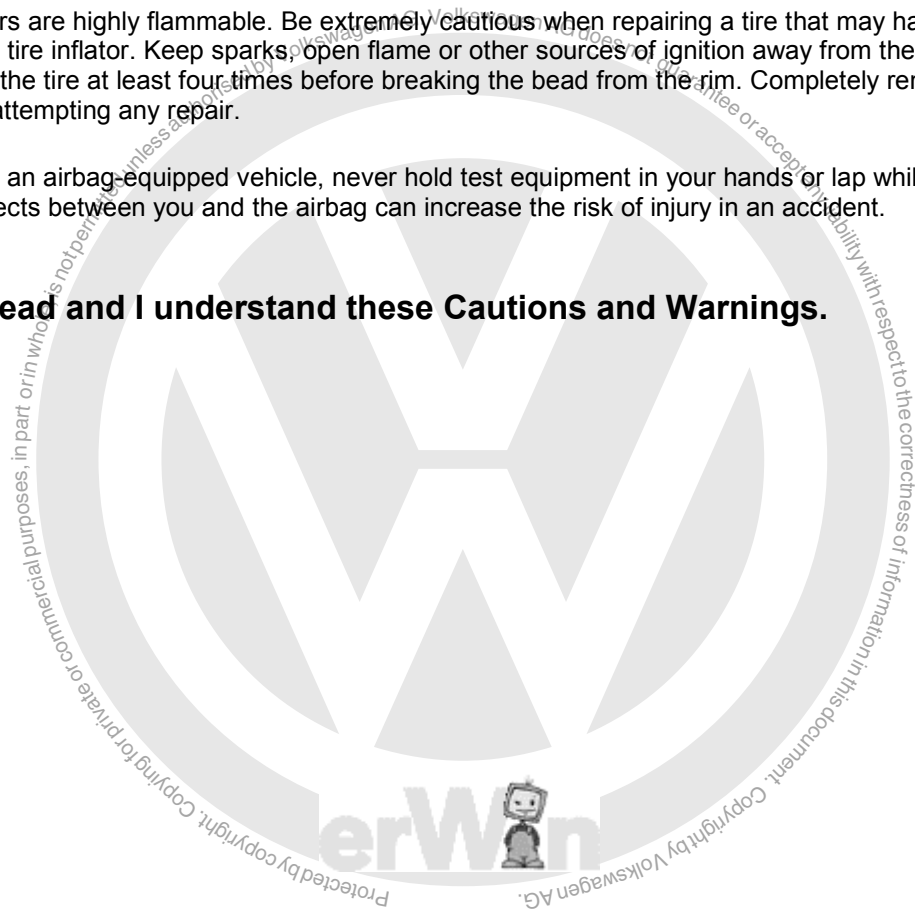 rs are highly flammable. Be extremely cautious when repairing a tire that may ha
tire inflator. Keep sparks, open flame or other sources of ignition away from the
the tire at least four times before breaking the bead from the rim. Completely rer
attempting any repair.
an airbag-equipped vehicle, never hold test equipment in your hands or lap whil
ects between you and the airbag can increase the risk of injury in an accident.
ead and I understand these Cautions and Warnings.
Protected by copyright. Copying for private or commercial purposes, in part or in whole, is not permitted unless authorised by Volkswagen AG. Volkswagen AG does not guarantee or accept any liability with respect to the correctness of information in this document. Copyright by Volkswagen AG.
erWin